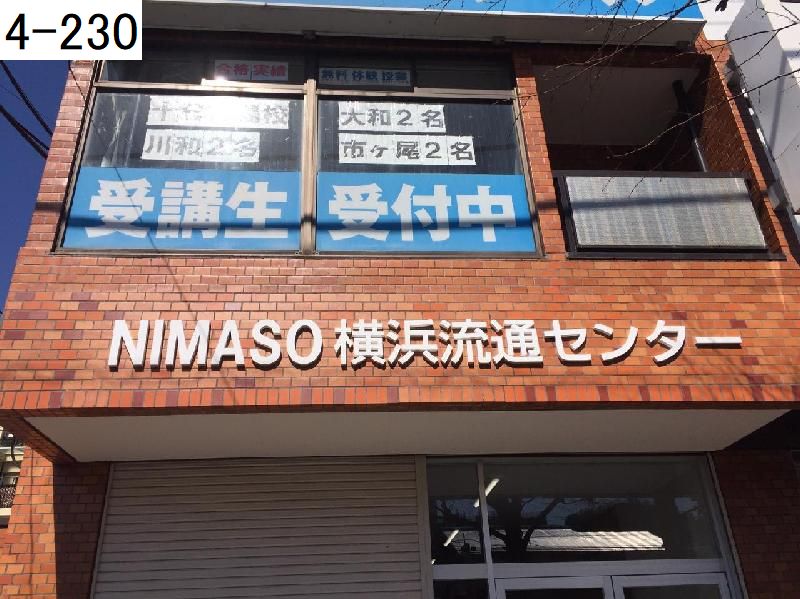 4-230
合格実績
無料体験授業
大和2名
川和2名
市ヶ尾2名
受講生 受付中
NIMASO 横浜流通センター